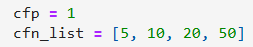 cfp = 1
cfn_list = [5, 10, 20, 50]